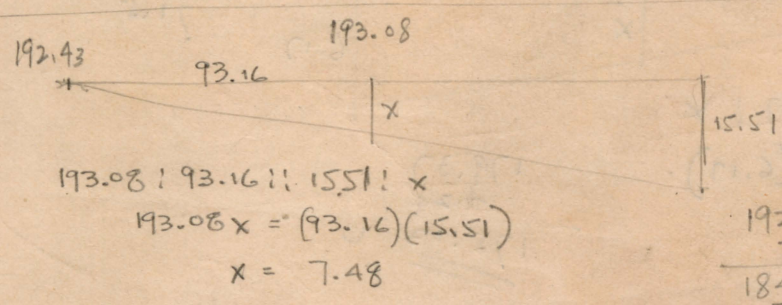 193.08
192.43
93.16
x
15.51
193.08 : 93.16 :: 15.51 : x
193.08 x = (93.16)(15.51)
x = 7.48